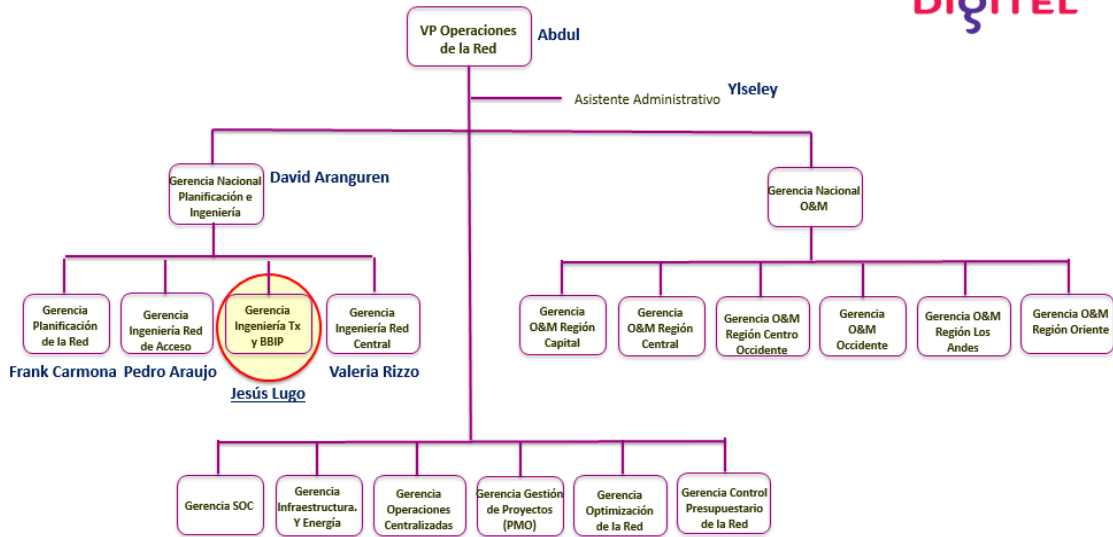 DIGITEL
VP Operaciones
de la Red
Abdul
Asistente Administrativo
Ylseley
Gerencia Nacional
Planificación e
Ingeniería
David Aranguren
Gerencia Nacional
O&M
Gerencia
Planificación
de la Red
Gerencia
Ingeniería Red
de Acceso
Gerencia
Ingeniería Tx
y BBIP
Gerencia
Ingeniería Red
Central
Frank Carmona
Pedro Araujo
Jesús Lugo
Valeria Rizzo
Gerencia
O&M Región
Capital
Gerencia
O&M Región
Central
Gerencia O&M
Región Centro
Occidente
Gerencia
O&M
Occidente
Gerencia O&M
Región Los
Andes
Gerencia O&M
Región Oriente
Gerencia SOC
Gerencia
Infraestructura.
Y Energía
Gerencia
Operaciones
Centralizadas
Gerencia Gestión
de Proyectos
(PMO)
Gerencia
Optimización
de la Red
Gerencia Control
Presupuestario
de la Red